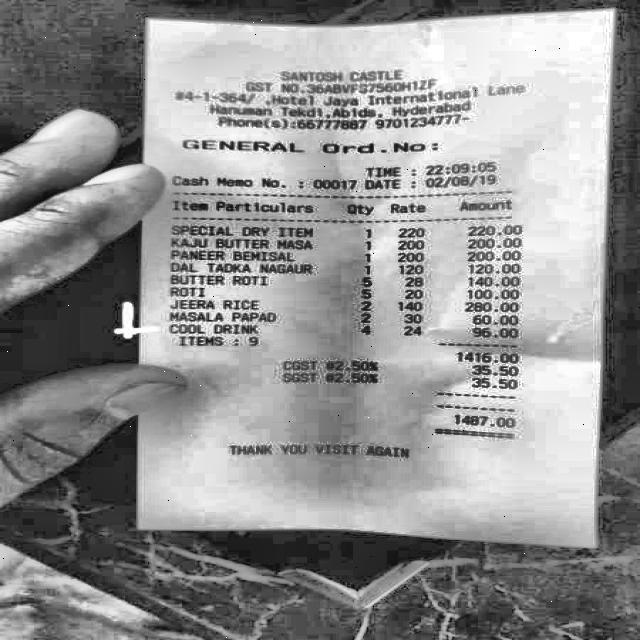 SANTOSH CASTLE
GST NO.36ABVFS7560H1ZF
#4-1-364/ ,Hotel Jaya International Lane
Hanuman Tekdi,Abids, Hyderabad
Phone(s):66777887 9701234777-
GENERAL Ord.No:
TIME : 22:09:05
Cash Memo No. : 00017 DATE : 02/08/19
Item Particulars Qty Rate Amount
SPECIAL DRY ITEM 1 220 220.00
KAJU BUTTER MASA 1 200 200.00
PANEER BEMISAL 1 200 200.00
DAL TADKA NAGAUR 1 120 120.00
BUTTER ROTI 5 28 140.00
ROTI 5 20 100.00
JEERA RICE 2 140 280.00
MASALA PAPAD 2 30 60.00
COOL DRINK 4 24 96.00
ITEMS : 9
1416.00
CGST @2.50% 35.50
SGST @2.50% 35.50
1487.00
THANK YOU VISIT AGAIN